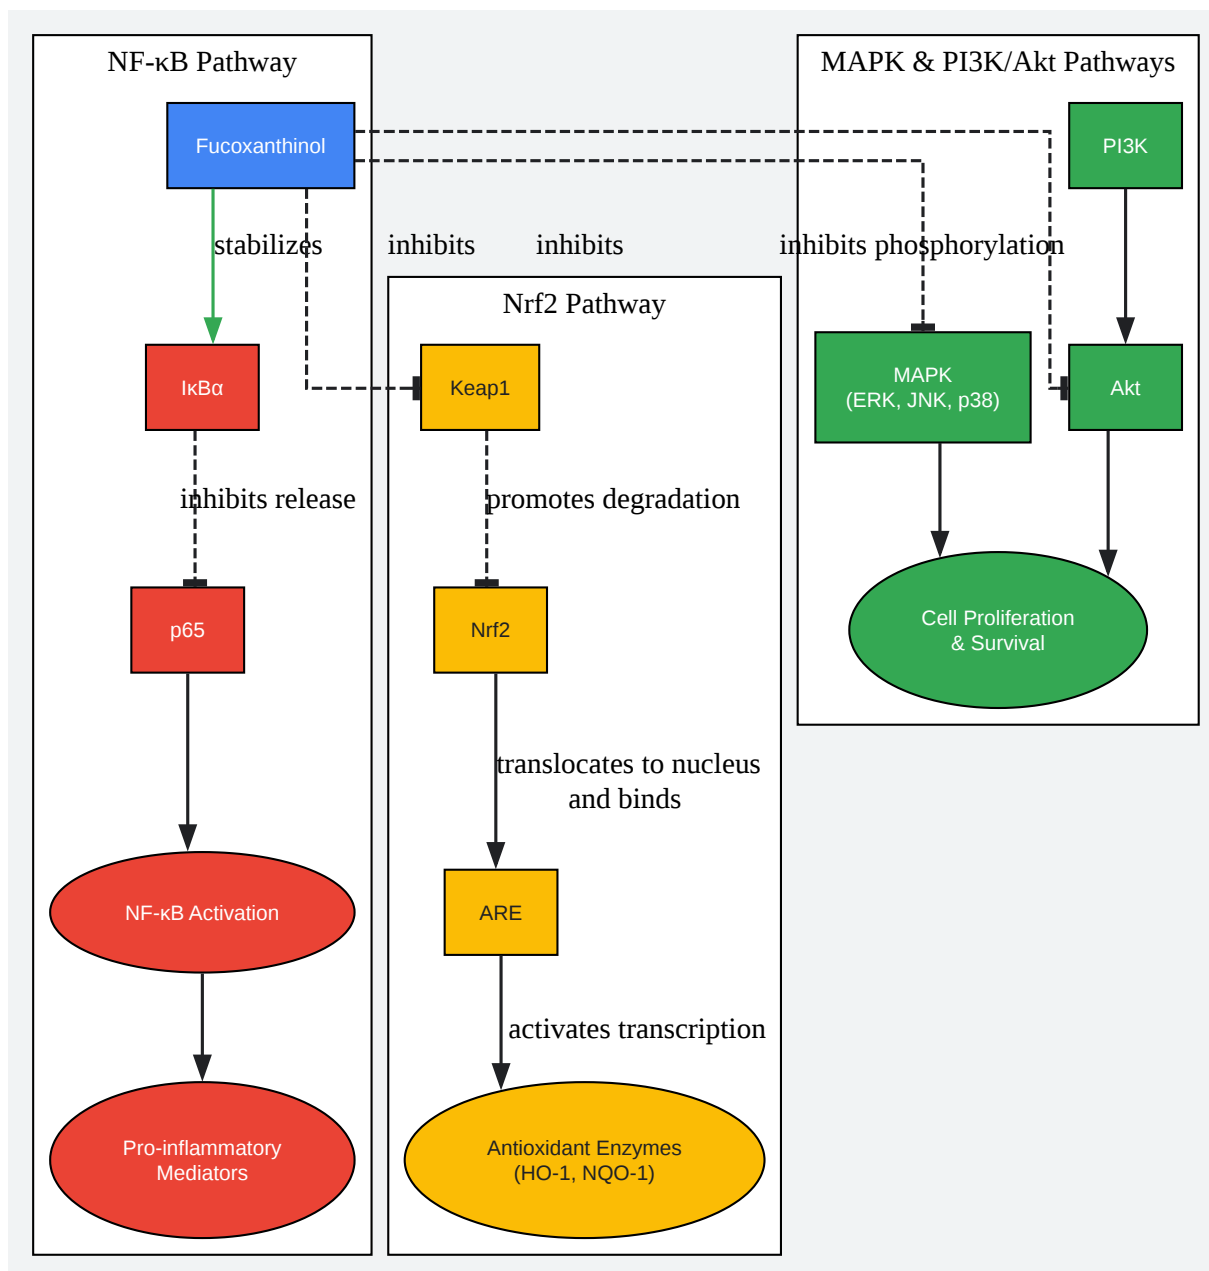 NF-κB Pathway
MAPK & PI3K/Akt Pathways
Fucoxanthinol
PI3K
stabilizes
inhibits
inhibits
inhibits phosphorylation
Nrf2 Pathway
IκBα
Keap1
MAPK
(ERK, JNK, p38)
Akt
inhibits release
promotes degradation
p65
Nrf2
Cell Proliferation
& Survival
translocates to nucleus
and binds
NF-κB Activation
ARE
activates transcription
Pro-inflammatory
Mediators
Antioxidant Enzymes
(HO-1, NQO-1)